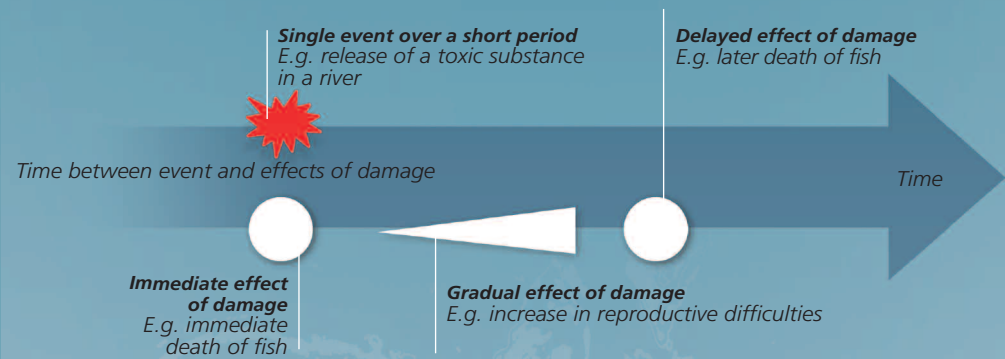 Single event over a short period
E.g. release of a toxic substance
in a river
Delayed effect of damage
E.g. later death of fish
Time between event and effects of damage
Time
Immediate effect
of damage
E.g. immediate
death of fish
Gradual effect of damage
E.g. increase in reproductive difficulties